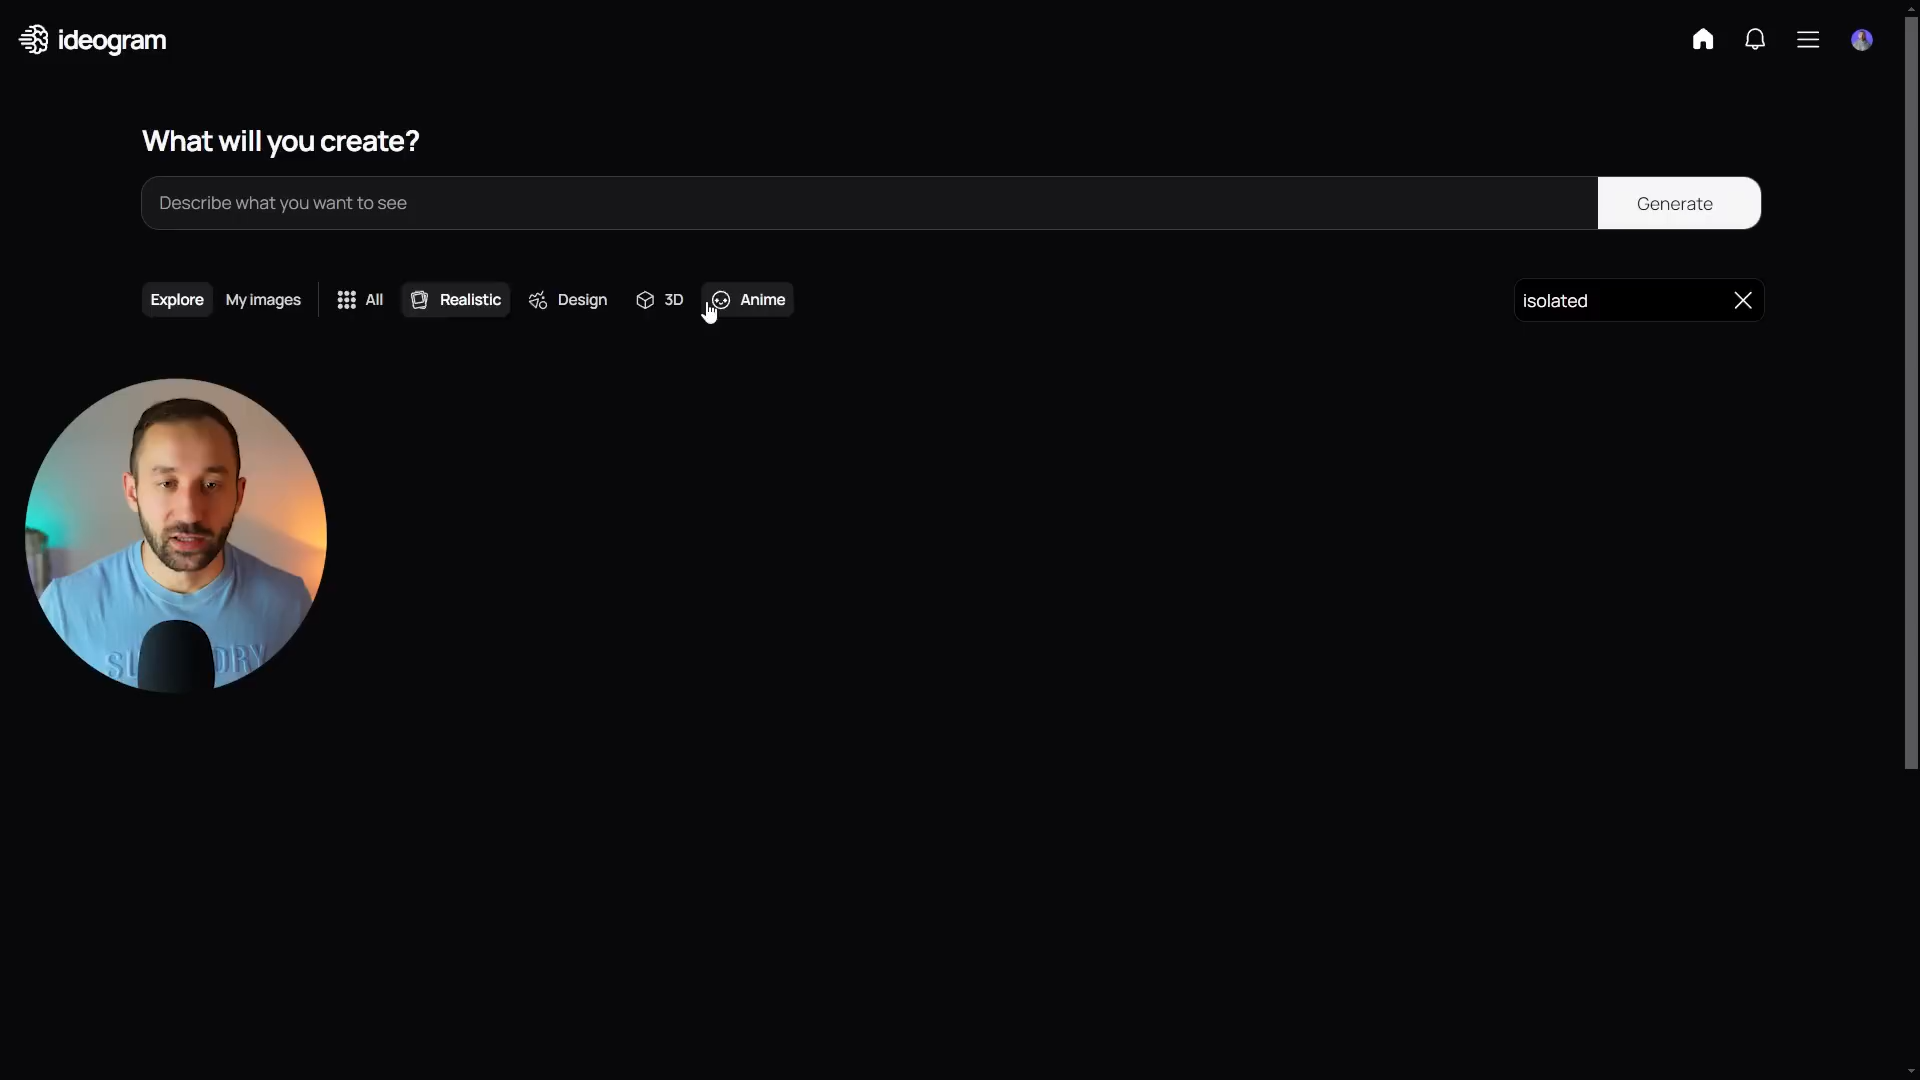 ideogram
What will you create?
Describe what you want to see
Generate
Explore My images All Realistic Design 3D Anime
isolated